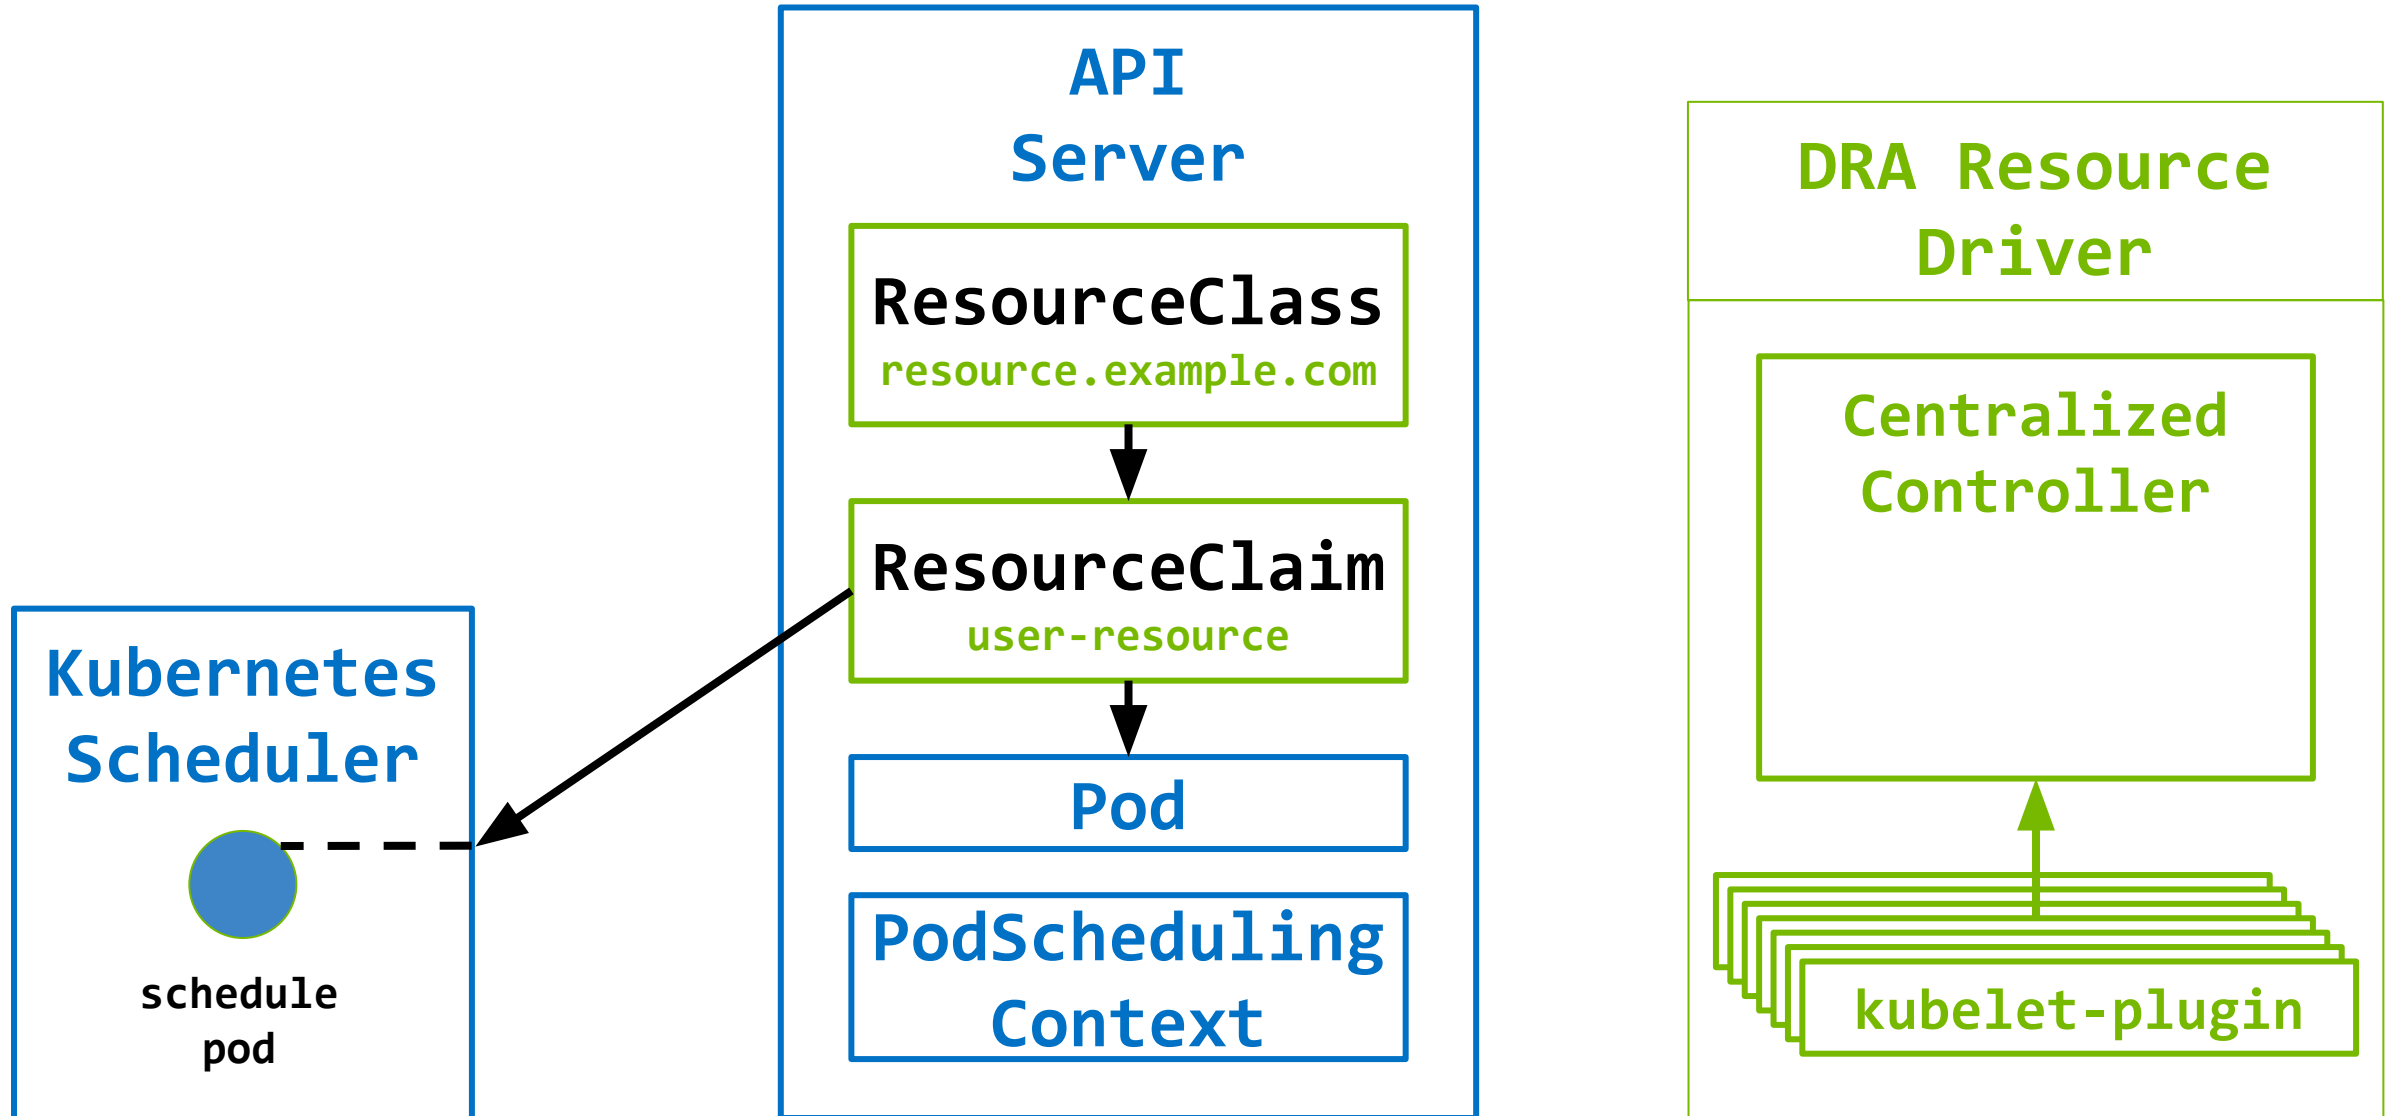 API
Server
ResourceClass
resource.example.com
ResourceClaim
user-resource
Pod
PodScheduling
Context
Kubernetes
Scheduler
schedule
pod
DRA Resource
Driver
Centralized
Controller
kubelet-plugin